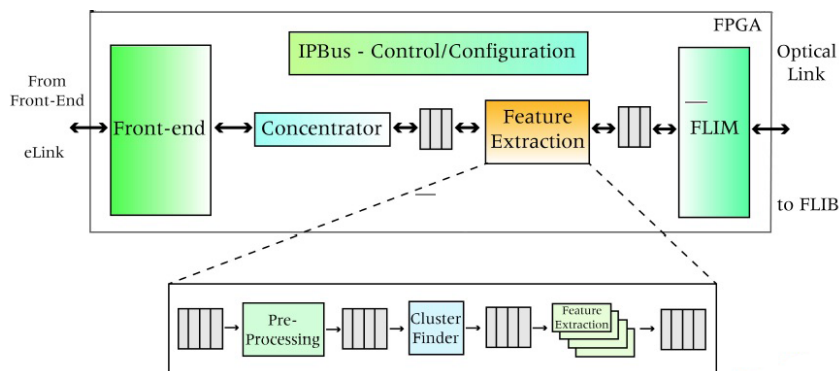 FPGA
IPBus - Control/Configuration
From
Front-End
eLink
Front-end
Concentrator
Feature
Extraction
FLIM
Optical
Link
to FLIB
Pre-
Processing
Cluster
Finder
Feature
Extraction